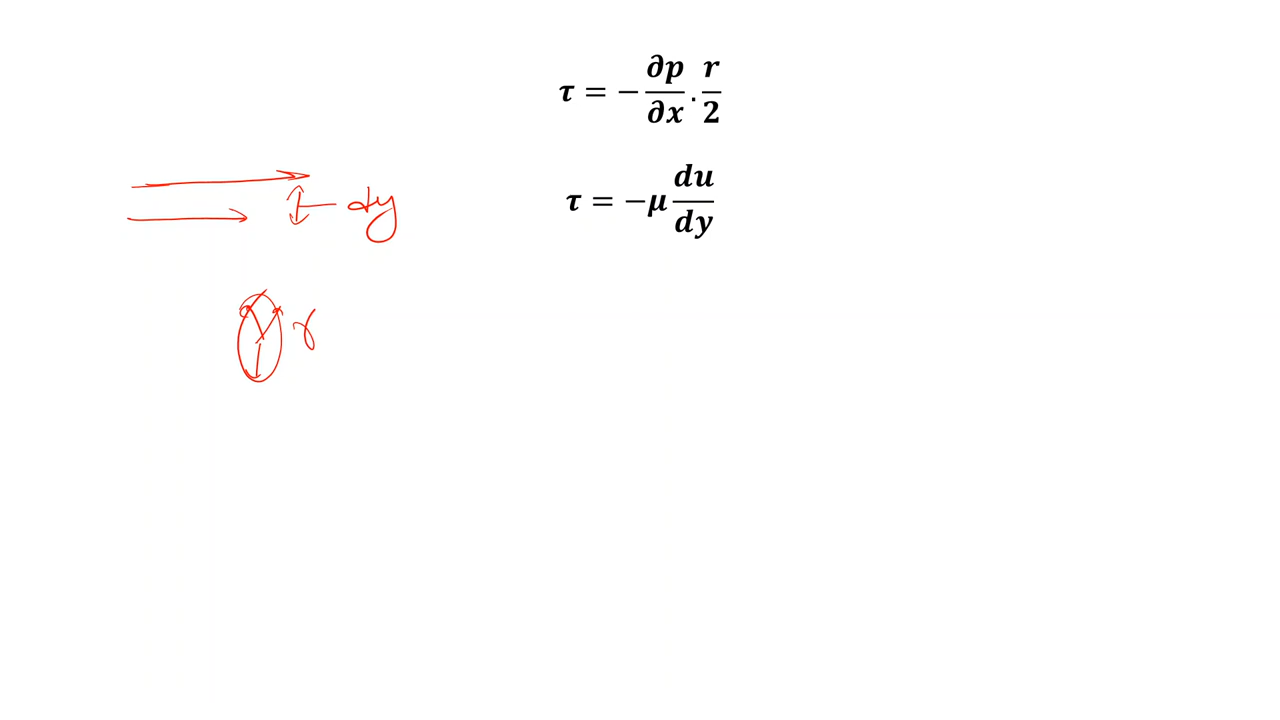 τ = −∂p/∂x . r/2
τ = −μ du/dy
dy
r